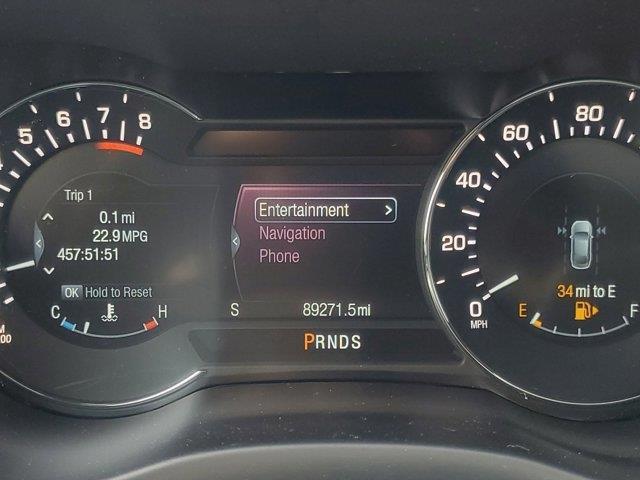 5 6 7 8
Trip 1
0.1 mi
22.9 MPG
457:51:51
OK Hold to Reset
C H
Entertainment >
Navigation
Phone
S 89271.5 mi
PRNDS
0 20 40 60 80
MPH
34 mi to E
E F